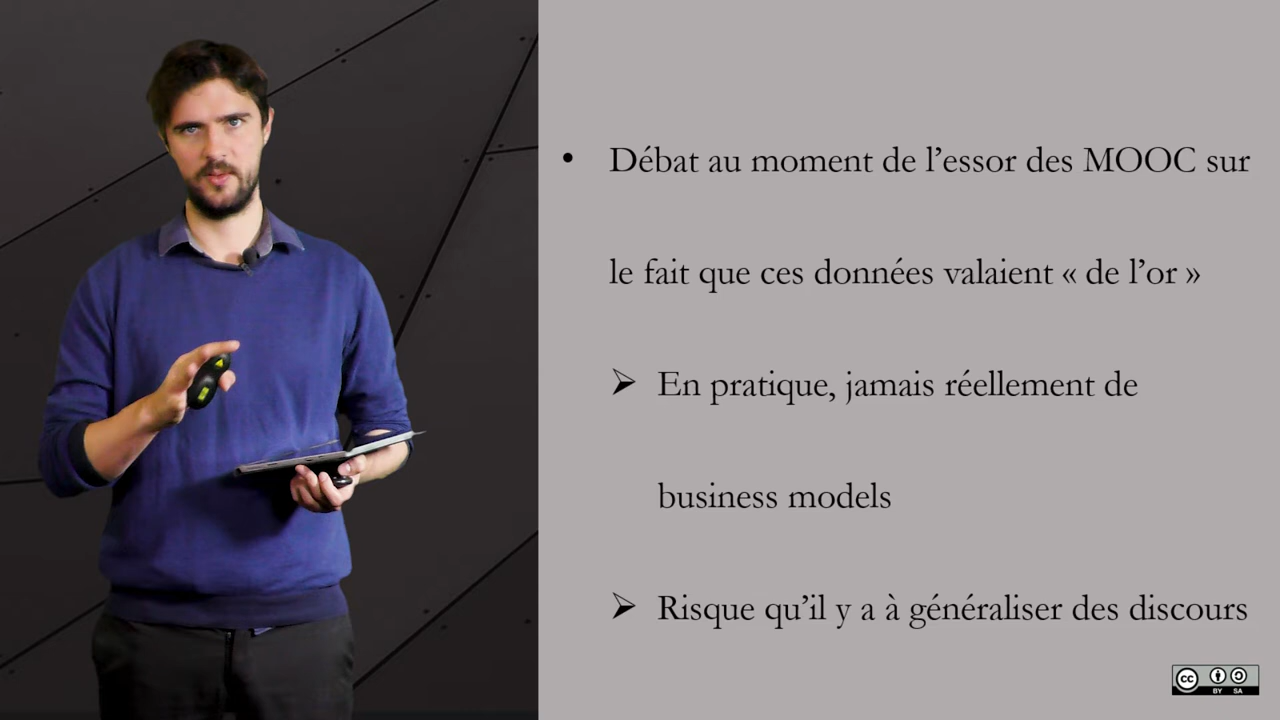 • Débat au moment de l’essor des MOOC sur
le fait que ces données valaient « de l’or »
➢ En pratique, jamais réellement de
business models
➢ Risque qu’il y a à généraliser des discours
cc BY SA